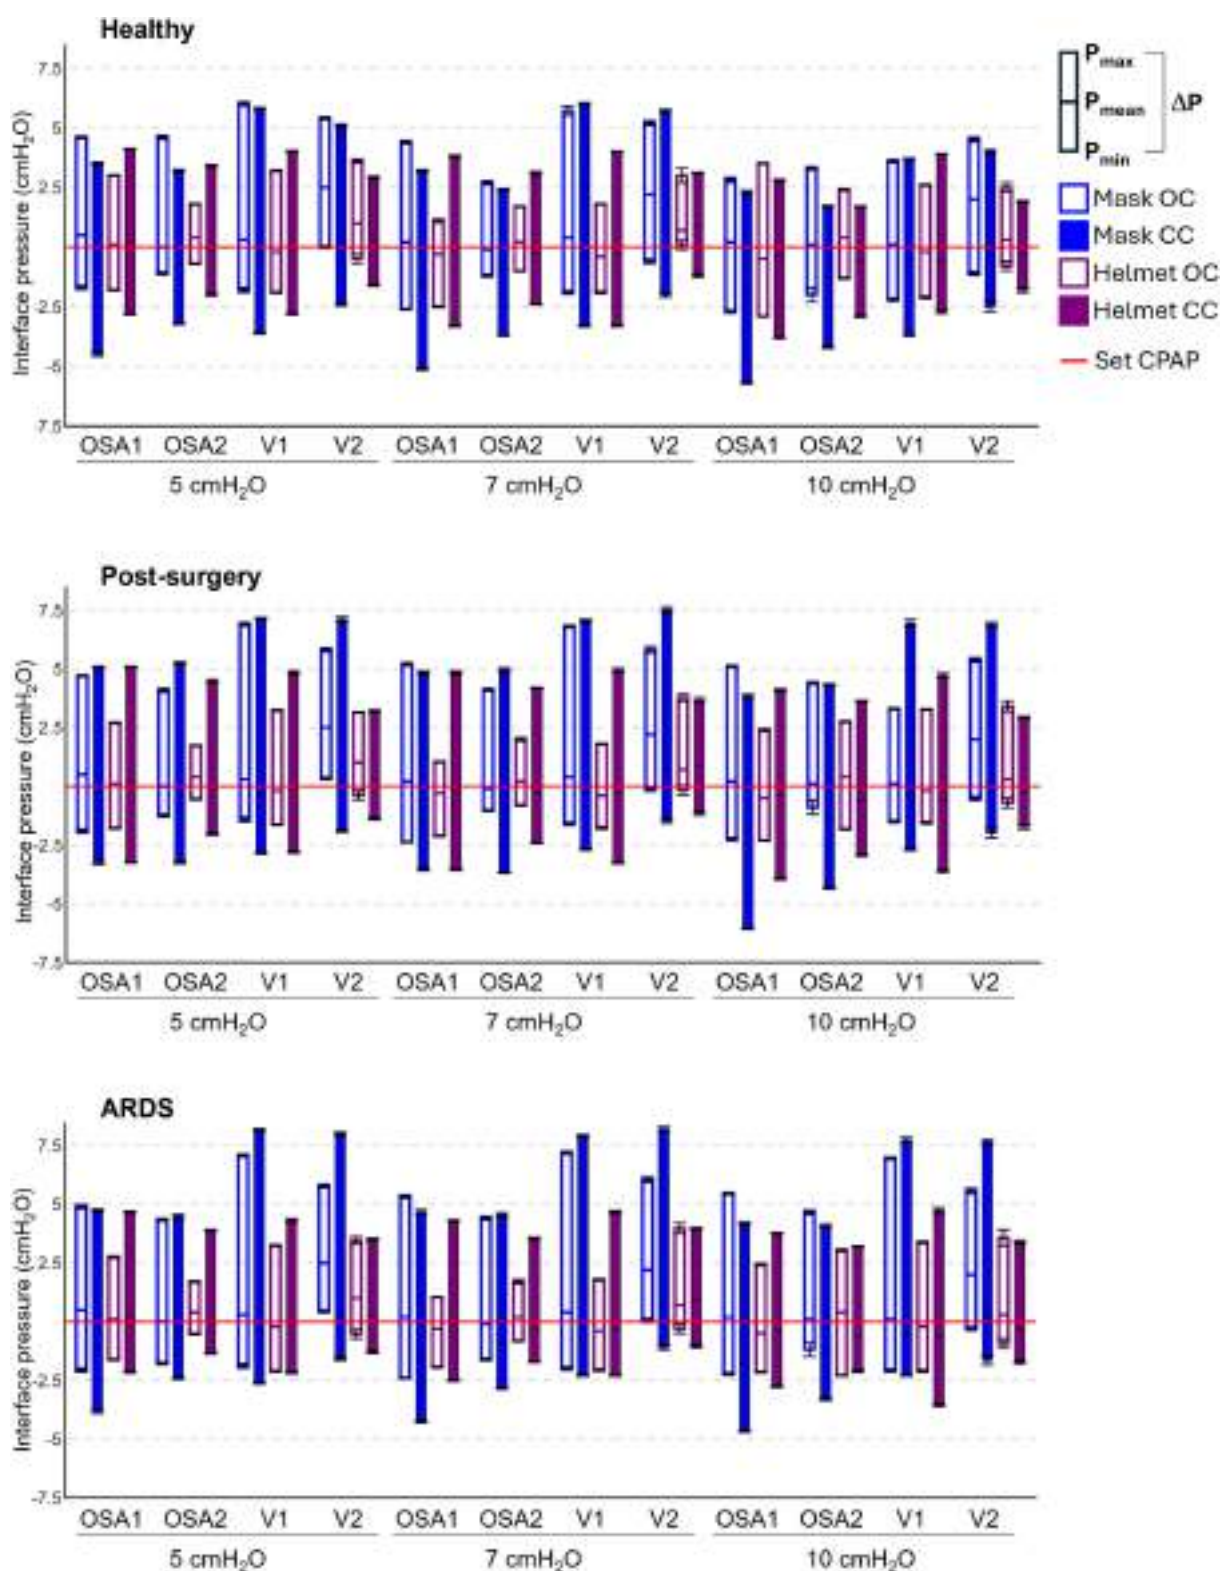 Healthy
Interface pressure (cmH₂O)
7.5
5
2.5
0
-2.5
-5
7.5
OSA1 OSA2 V1 V2 OSA1 OSA2 V1 V2 OSA1 OSA2 V1 V2
5 cmH₂O 7 cmH₂O 10 cmH₂O
Pmax
Pmean ΔP
Pmin
Mask OC
Mask CC
Helmet OC
Helmet CC
Set CPAP
Post-surgery
Interface pressure (cmH₂O)
7.5
5
2.5
0
-2.5
-5
-7.5
OSA1 OSA2 V1 V2 OSA1 OSA2 V1 V2 OSA1 OSA2 V1 V2
5 cmH₂O 7 cmH₂O 10 cmH₂O
ARDS
Interface pressure (cmH₂O)
7.5
5
2.5
0
-2.5
-5
-7.5
OSA1 OSA2 V1 V2 OSA1 OSA2 V1 V2 OSA1 OSA2 V1 V2
5 cmH₂O 7 cmH₂O 10 cmH₂O